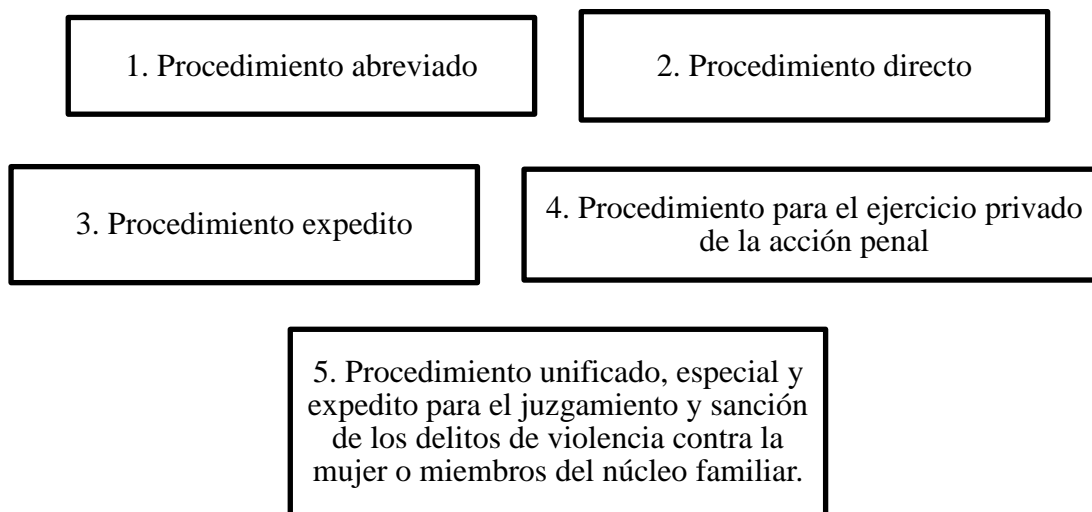 1. Procedimiento abreviado
2. Procedimiento directo
3. Procedimiento expedito
4. Procedimiento para el ejercicio privado
de la acción penal
5. Procedimiento unificado, especial y
expedito para el juzgamiento y sanción
de los delitos de violencia contra la
mujer o miembros del núcleo familiar.